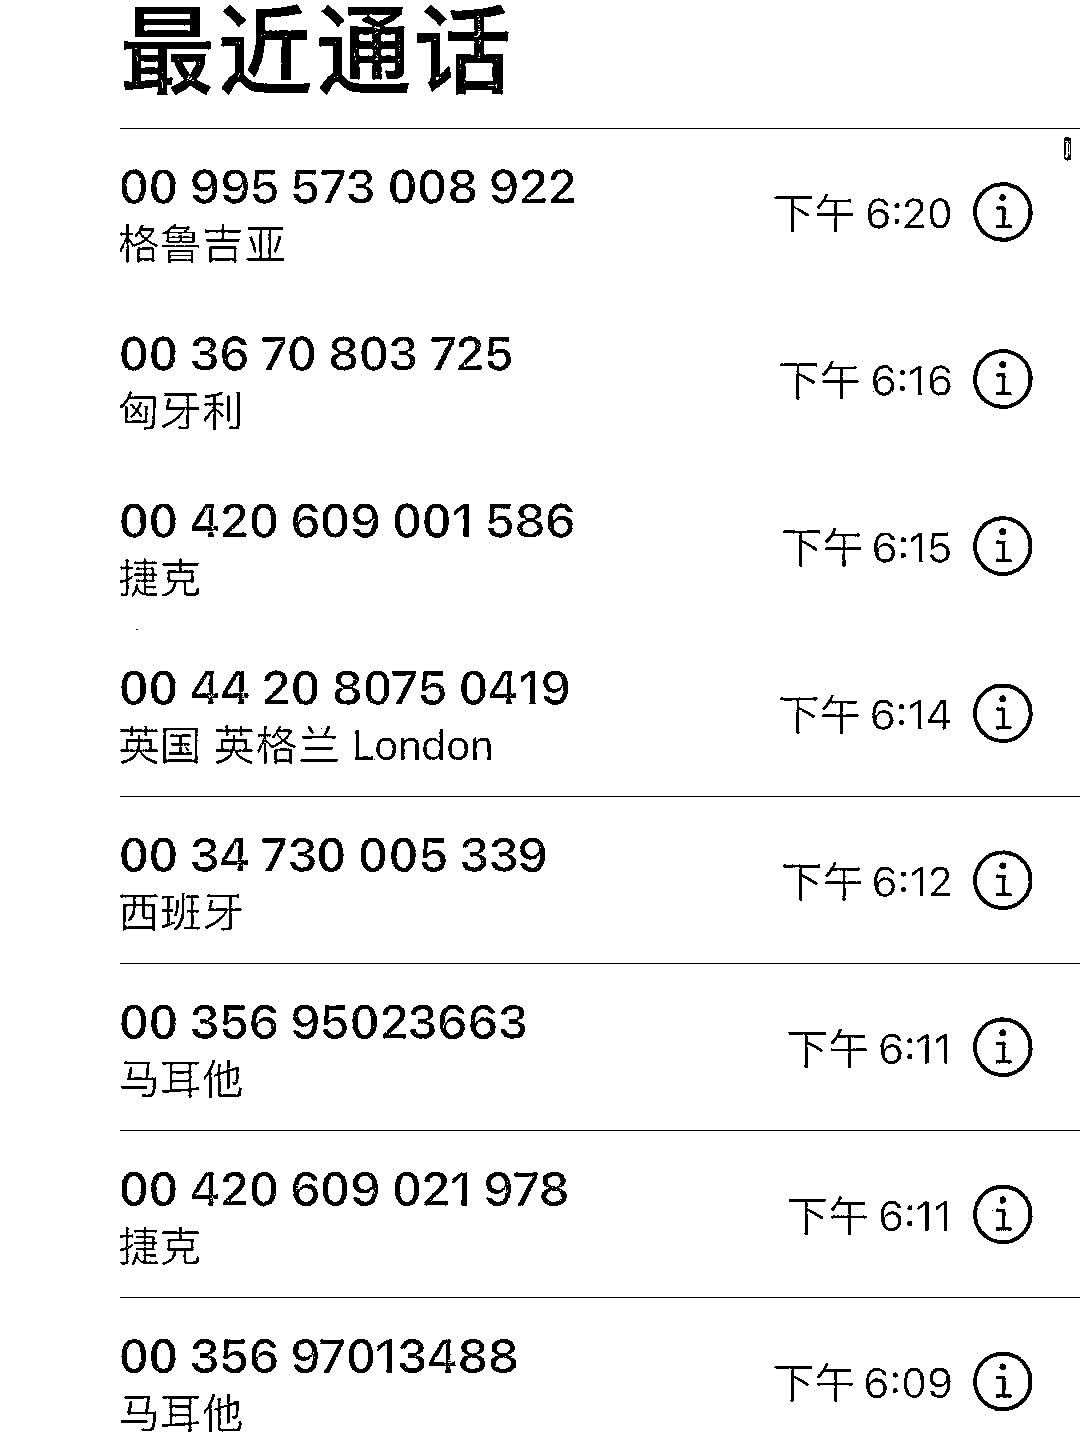 最近通话
00 995 573 008 922
下午 6:20
格鲁吉亚
00 36 70 803 725
下午 6:16
匈牙利
00 420 609 001 586
下午 6:15
捷克
00 44 20 8075 0419
下午 6:14
英国 英格兰 London
00 34 730 005 339
下午 6:12
西班牙
00 356 95023663
下午 6:11
马耳他
00 420 609 021 978
下午 6:11
捷克
00 356 97013488
下午 6:09
马耳他